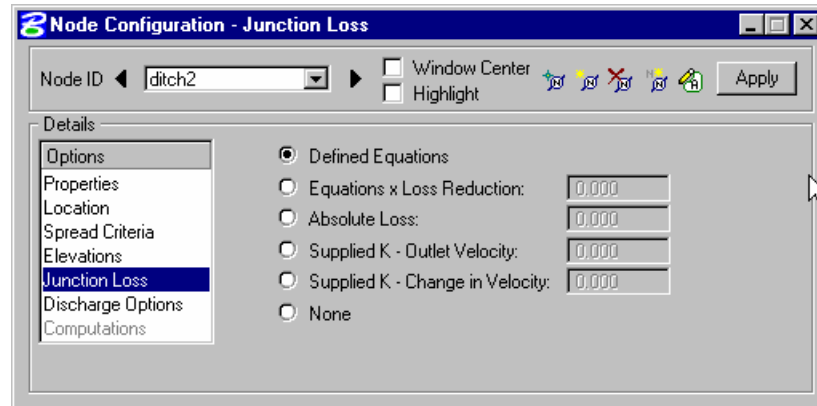 Node Configuration - Junction Loss
Node ID ditch2 Window Center Apply
Highlight
Details
Options
Properties
Location
Spread Criteria
Elevations
Junction Loss
Discharge Options
Computations
Defined Equations
Equations x Loss Reduction: 0.000
Absolute Loss: 0.000
Supplied K - Outlet Velocity: 0.000
Supplied K - Change in Velocity: 0.000
None